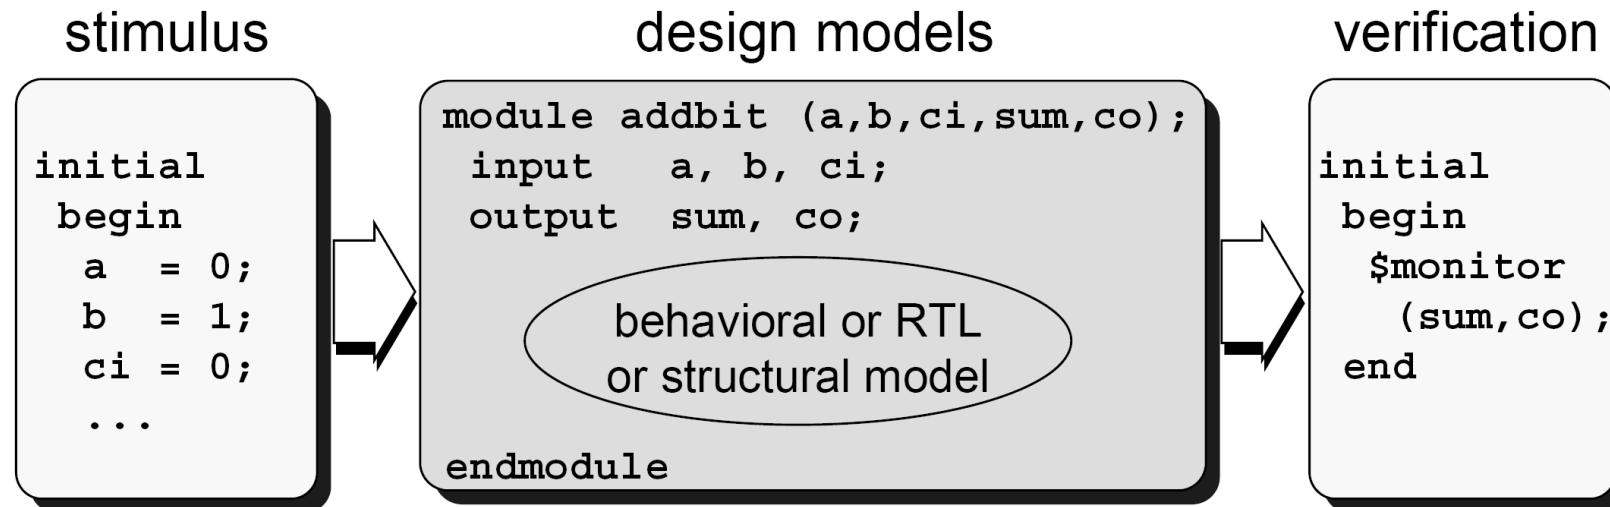 stimulus
initial
begin
a = 0;
b = 1;
ci = 0;
...
design models
module addbit (a,b,ci,sum,co);
input a, b, ci;
output sum, co;
behavioral or RTL
or structural model
endmodule
verification
initial
begin
$monitor
(sum,co);
end